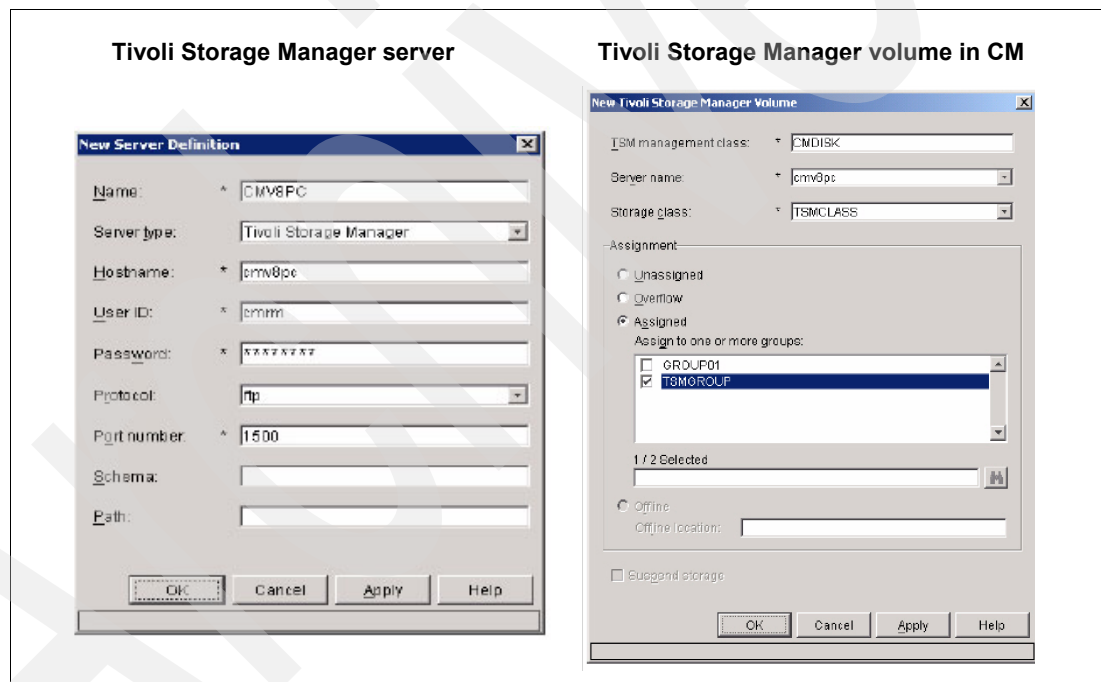 Tivoli Storage Manager server
Tivoli Storage Manager volume in CM
New Server Definition
Name: * CMV8PC
Server type: Tivoli Storage Manager
Hostname: * cmv8pc
User ID: * cmrm
Password: * ********
Protocol: ftp
Port number: * 1500
Schema:
Path:
OK Cancel Apply Help
New Tivoli Storage Manager Volume
TSM management class: * CMDISK
Server name: * cmv8pc
Storage class: * TSMCLASS
Assignment
Unassigned
Overflow
Assigned
Assign to one or more groups:
GROUP01
TSMGROUP
1 / 2 Selected
Offline
Offline location:
Suspend storage
OK Cancel Apply Help